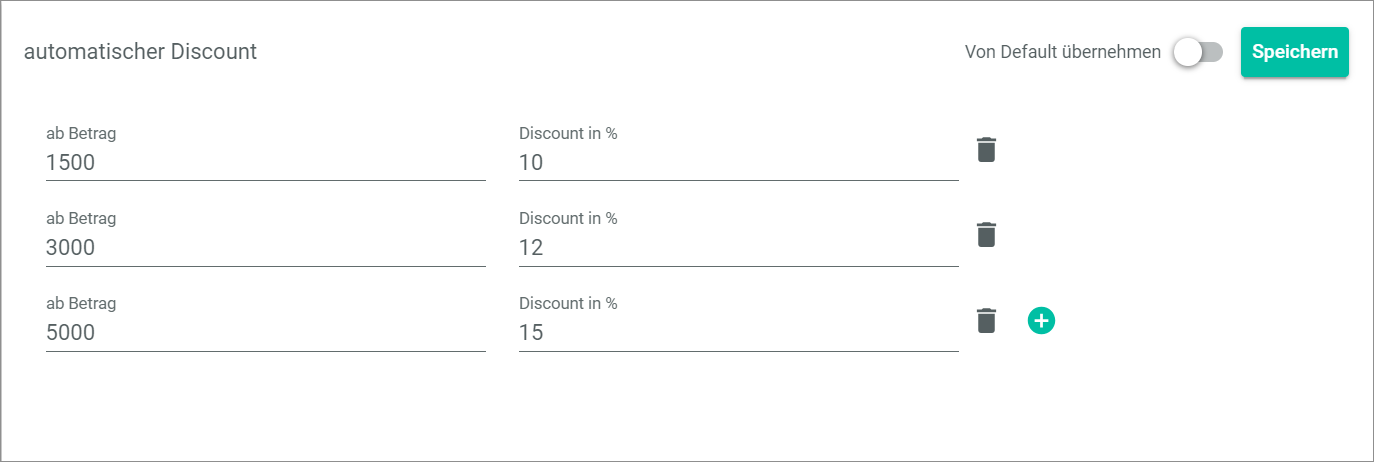 automatischer Discount
Von Default übernehmen
Speichern
ab Betrag
Discount in %
1500
10
ab Betrag
Discount in %
3000
12
ab Betrag
Discount in %
5000
15